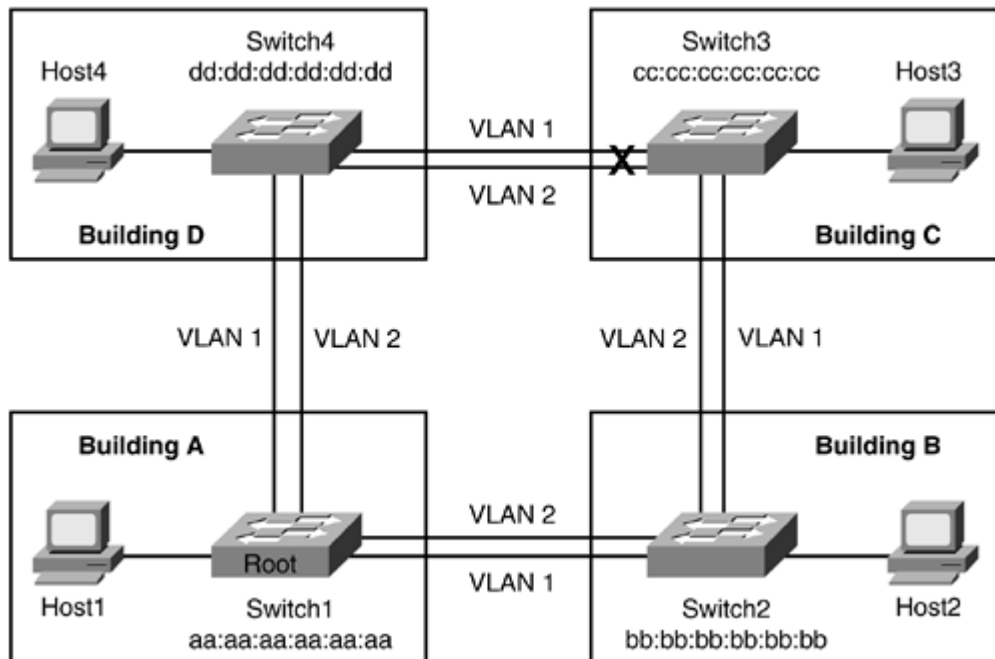 Switch4
dd:dd:dd:dd:dd:dd
Host4
Building D
VLAN 1
VLAN 2
Switch3
cc:cc:cc:cc:cc:cc
Host3
X
Building C
VLAN 1
VLAN 2
VLAN 2
VLAN 1
Building A
Root
Host1
Switch1
aa:aa:aa:aa:aa:aa
VLAN 2
VLAN 1
Building B
Switch2
bb:bb:bb:bb:bb:bb
Host2